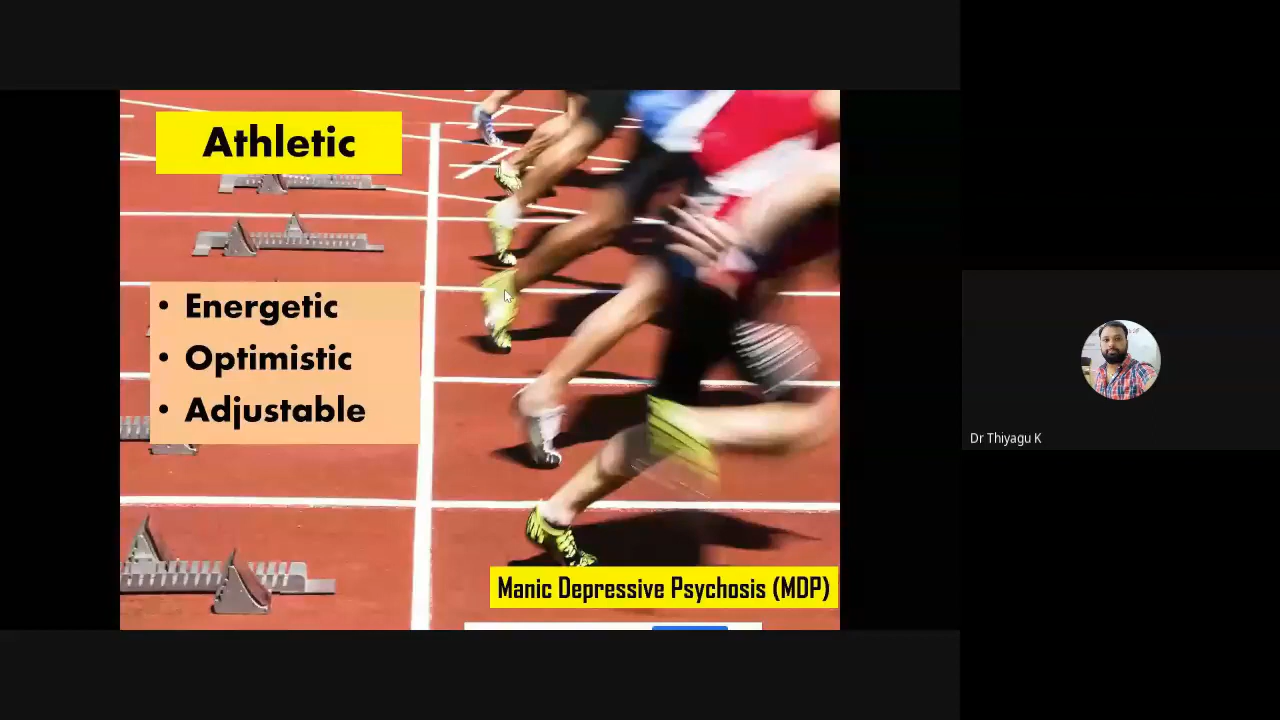 Athletic
• Energetic
• Optimistic
• Adjustable
Manic Depressive Psychosis (MDP)
Dr Thiyagu K